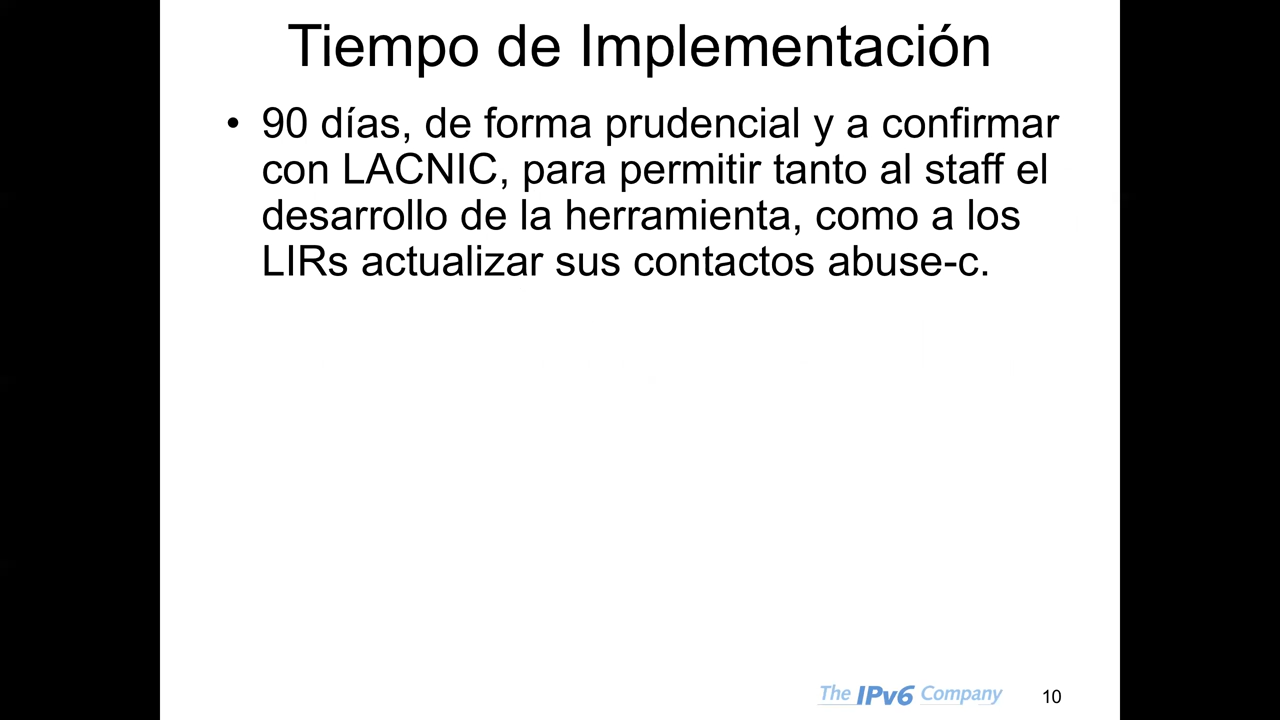 Tiempo de Implementación
• 90 días, de forma prudencial y a confirmar
con LACNIC, para permitir tanto al staff el
desarrollo de la herramienta, como a los
LIRs actualizar sus contactos abuse-c.
The IPv6 Company
10